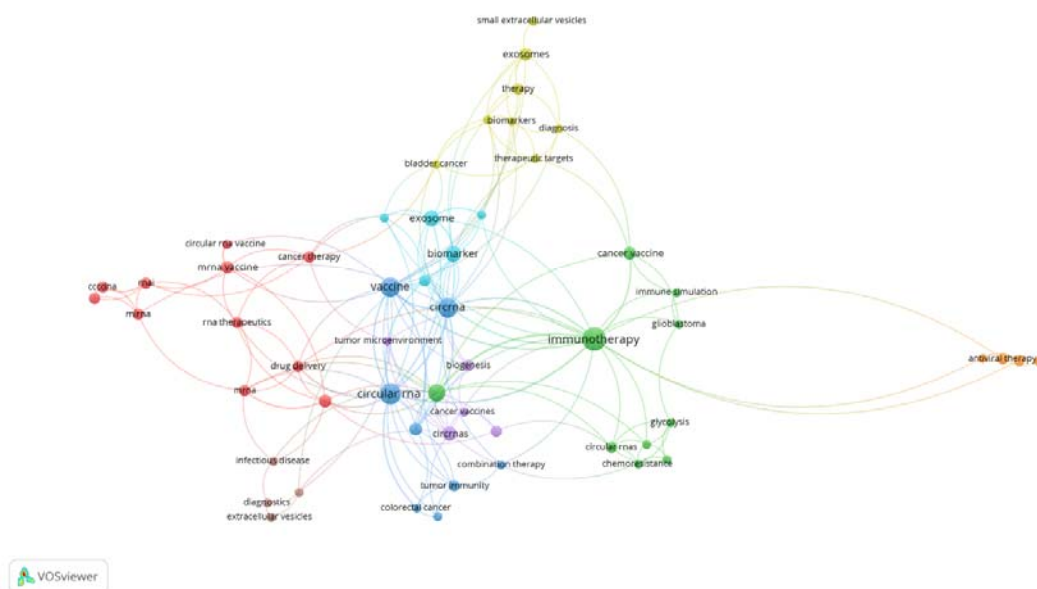 small extracellular vesicles
exosomes
therapy
biomarkers
diagnosis
therapeutic targets
bladder cancer
exosome
circular rna vaccine
biomarker
cancer vaccine
cancer therapy
mrna vaccine
rnai
cccdna
vaccine
immune simulation
circrna
mirna
rna therapeutics
glioblastoma
tumor microenvironment
immunotherapy
antiviral therapy
biogenesis
drug delivery
mrna
circular rna
cancer vaccines
glycolysis
circrnas
circular rnas
infectious disease
combination therapy
chemoresistance
tumor immunity
diagnostics
colorectal cancer
extracellular vesicles
VOSviewer